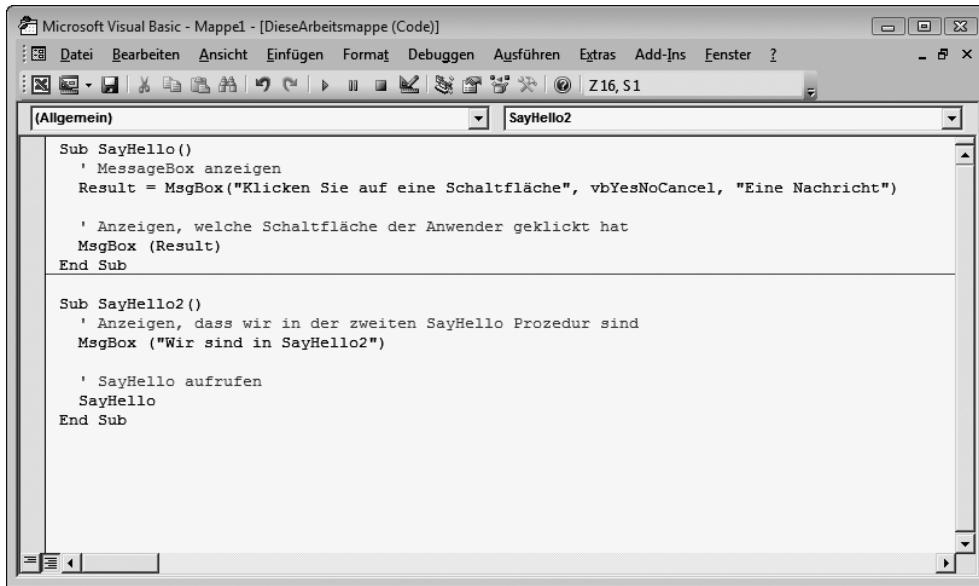 Microsoft Visual Basic - Mappe1 - [DieseArbeitsmappe (Code)]
Datei Bearbeiten Ansicht Einfügen Format Debuggen Ausführen Extras Add-Ins Fenster ?
Z 16, S 1
(Allgemein) SayHello2
Sub SayHello()
  ' MessageBox anzeigen
  Result = MsgBox("Klicken Sie auf eine Schaltfläche", vbYesNoCancel, "Eine Nachricht")
  ' Anzeigen, welche Schaltfläche der Anwender geklickt hat
  MsgBox (Result)
End Sub
Sub SayHello2()
  ' Anzeigen, dass wir in der zweiten SayHello Prozedur sind
  MsgBox ("Wir sind in SayHello2")
  ' SayHello aufrufen
  SayHello
End Sub